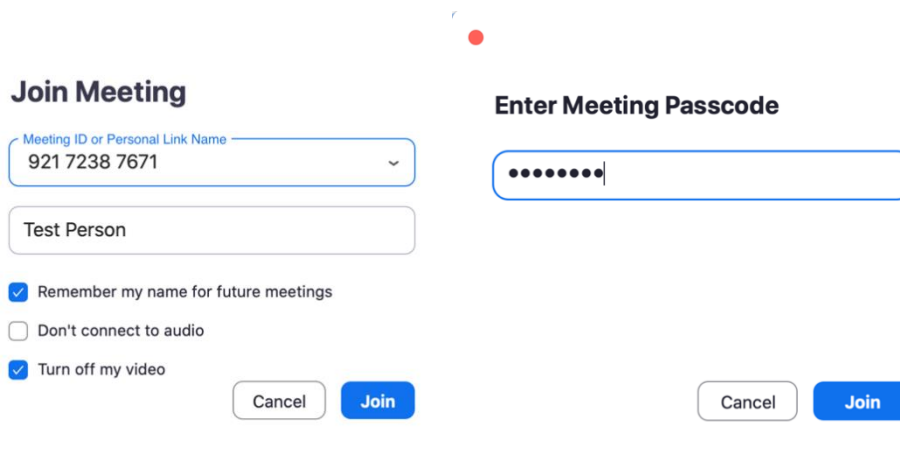 Join Meeting
Meeting ID or Personal Link Name
921 7238 7671
Test Person
Remember my name for future meetings
Don't connect to audio
Turn off my video
Cancel
Join
Enter Meeting Passcode
••••••••
Cancel
Join